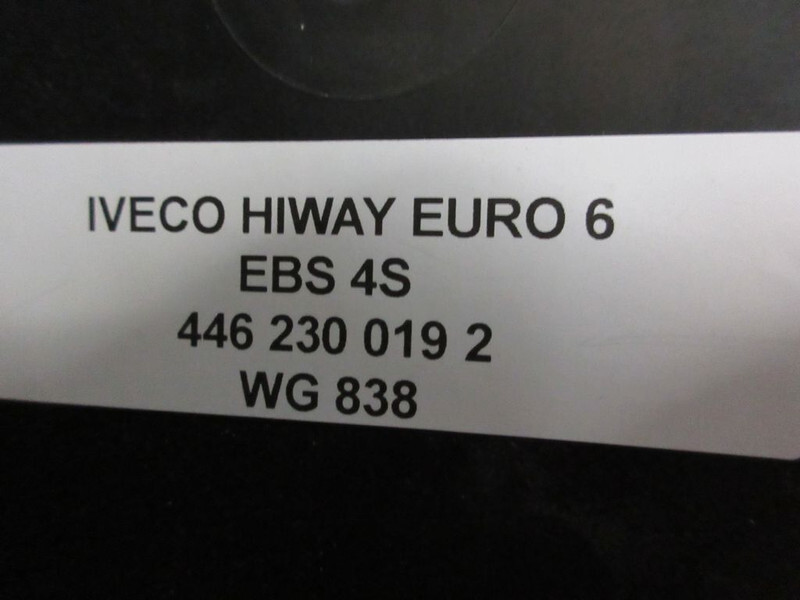 IVECO HIWAY EURO 6
EBS 4S
446 230 019 2
WG 838